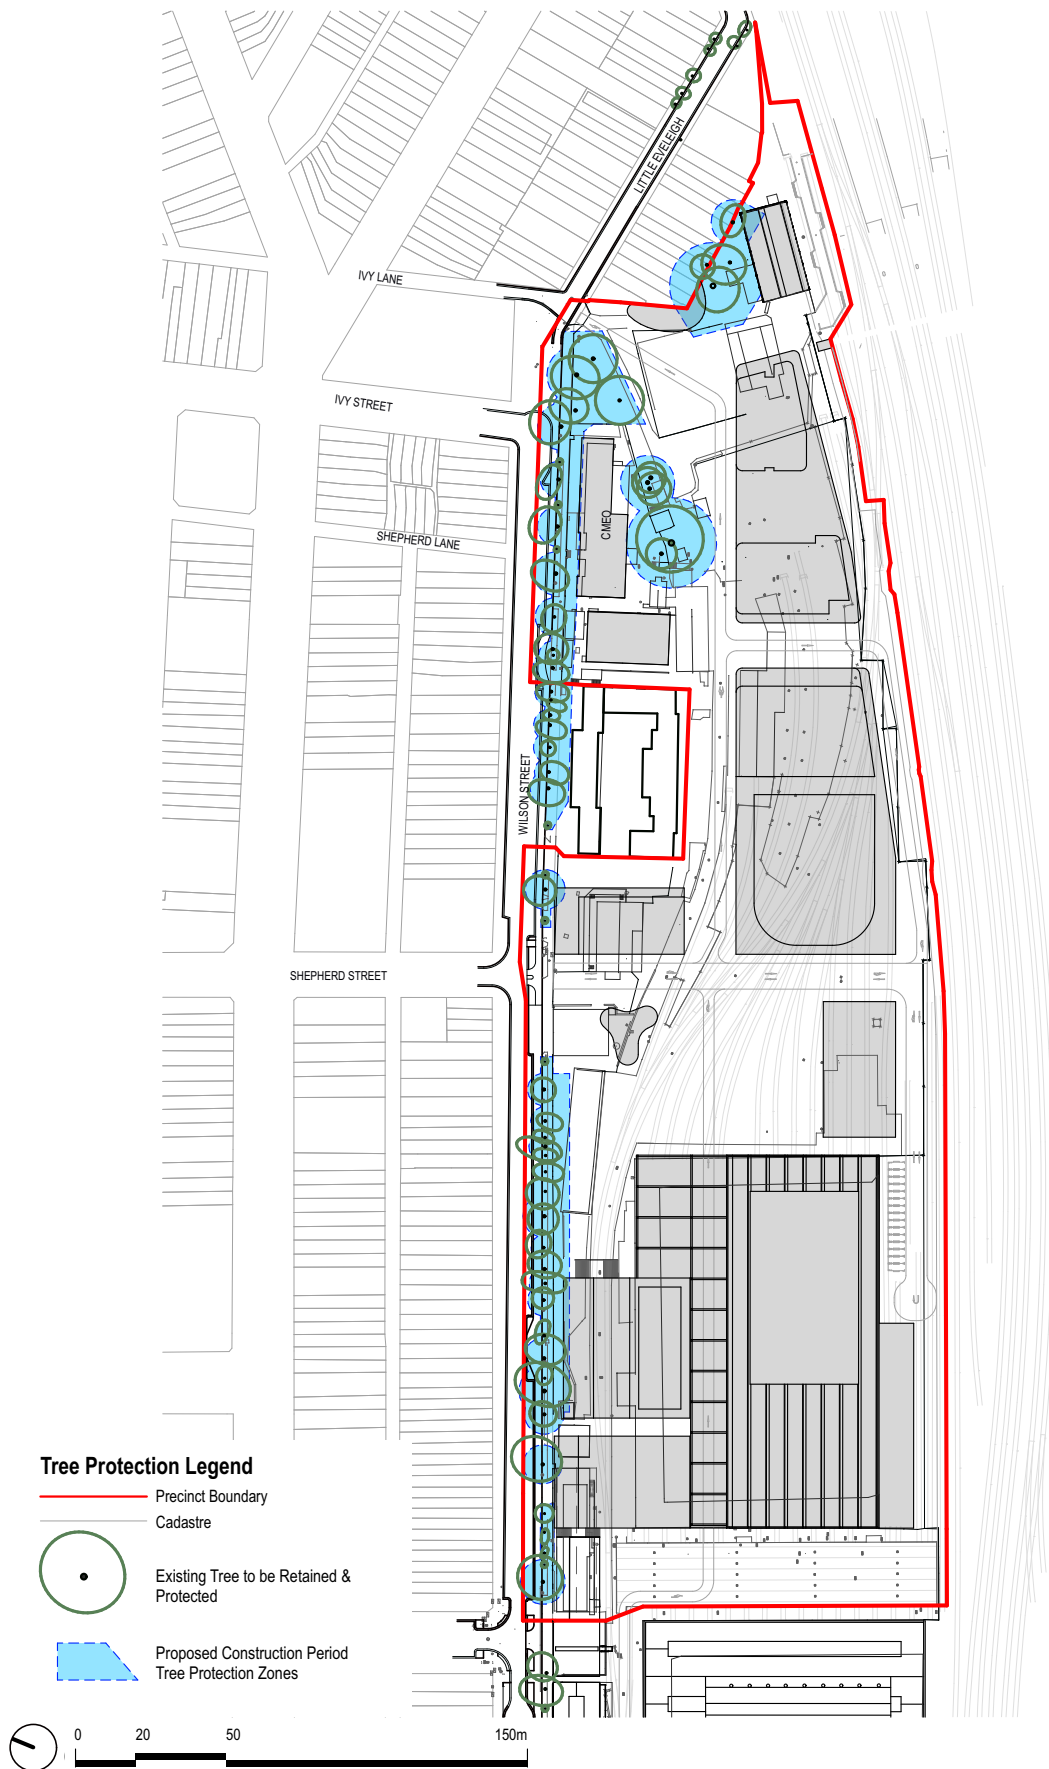 LITTLE EVELEIGH
IVY LANE
IVY STREET
SHEPHERD LANE
CMEO
WILSON STREET
SHEPHERD STREET
Tree Protection Legend
Precinct Boundary
Cadastre
Existing Tree to be Retained &
Protected
Proposed Construction Period
Tree Protection Zones
0 20 50 150m